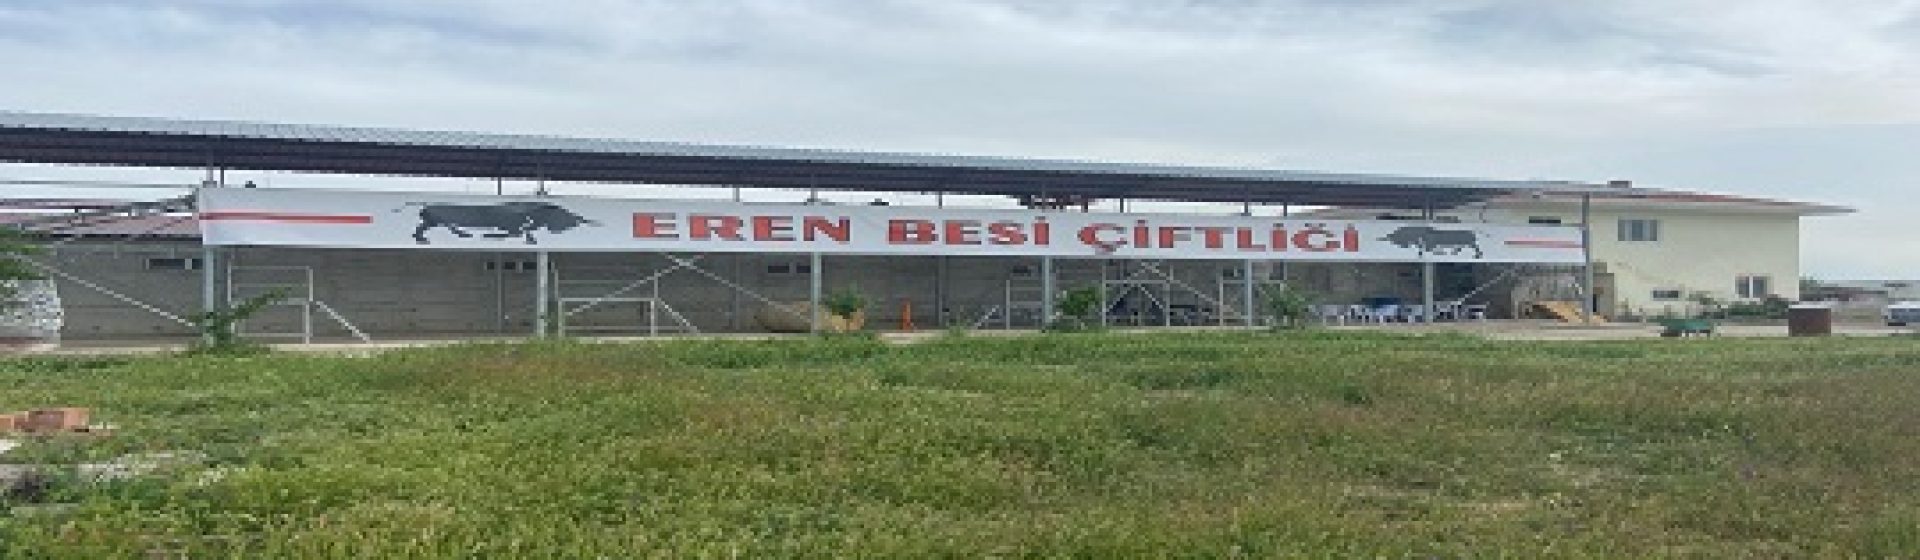 EREN BESİ ÇİFTLİĞİ